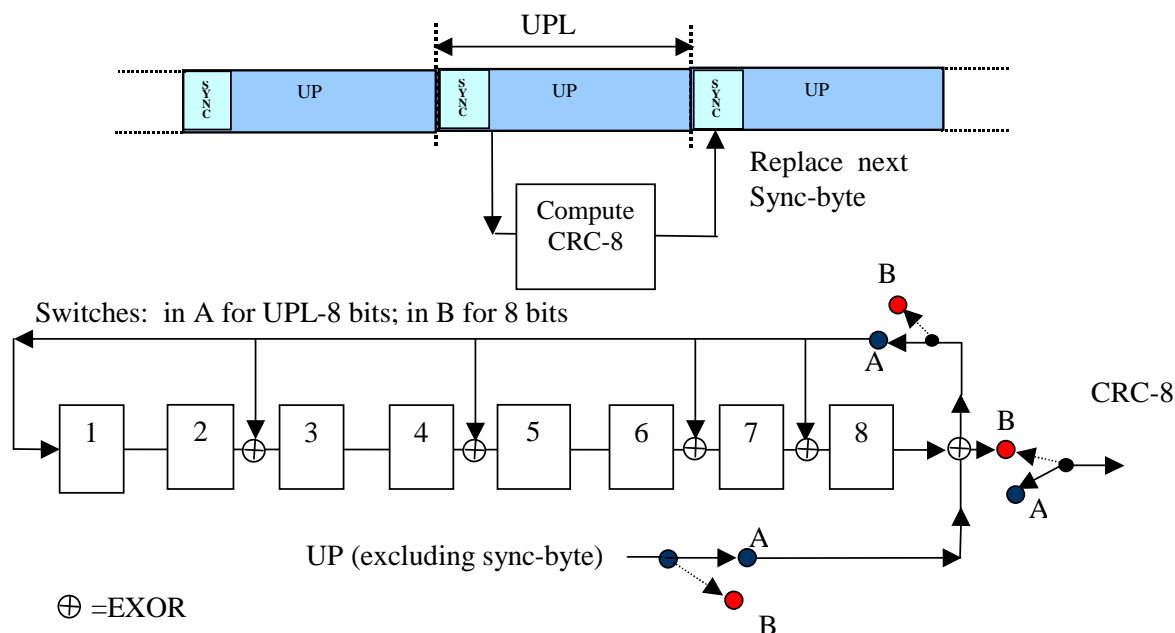 UPL
SYNC UP SYNC UP SYNC UP
Replace next
Sync-byte
Compute
CRC-8
B
Switches: in A for UPL-8 bits; in B for 8 bits
A
CRC-8
1 2 3 4 5 6 7 8
B
A
UP (excluding sync-byte)
A
B
⊕ =EXOR